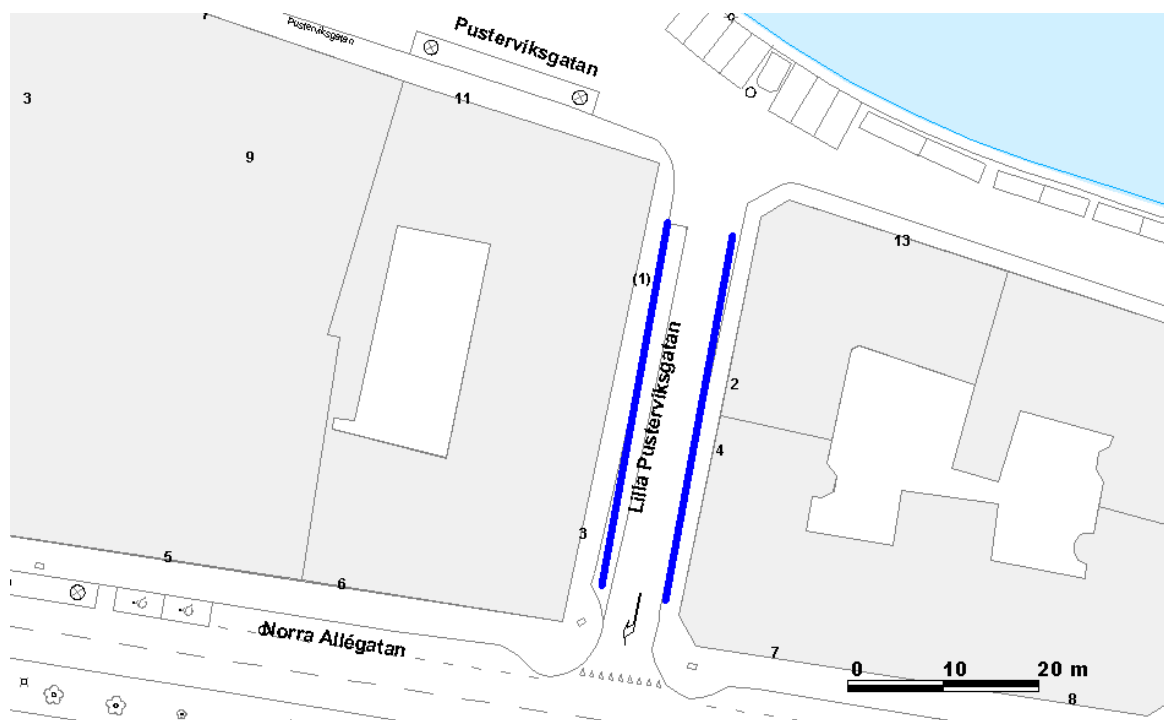 Pusterviksgatan
Pusterviksgatan
11
3
9
13
(1)
Lilla Pusterviksgatan
2
4
3
5
6
Norra Allégatan
7
0 10 20 m
8